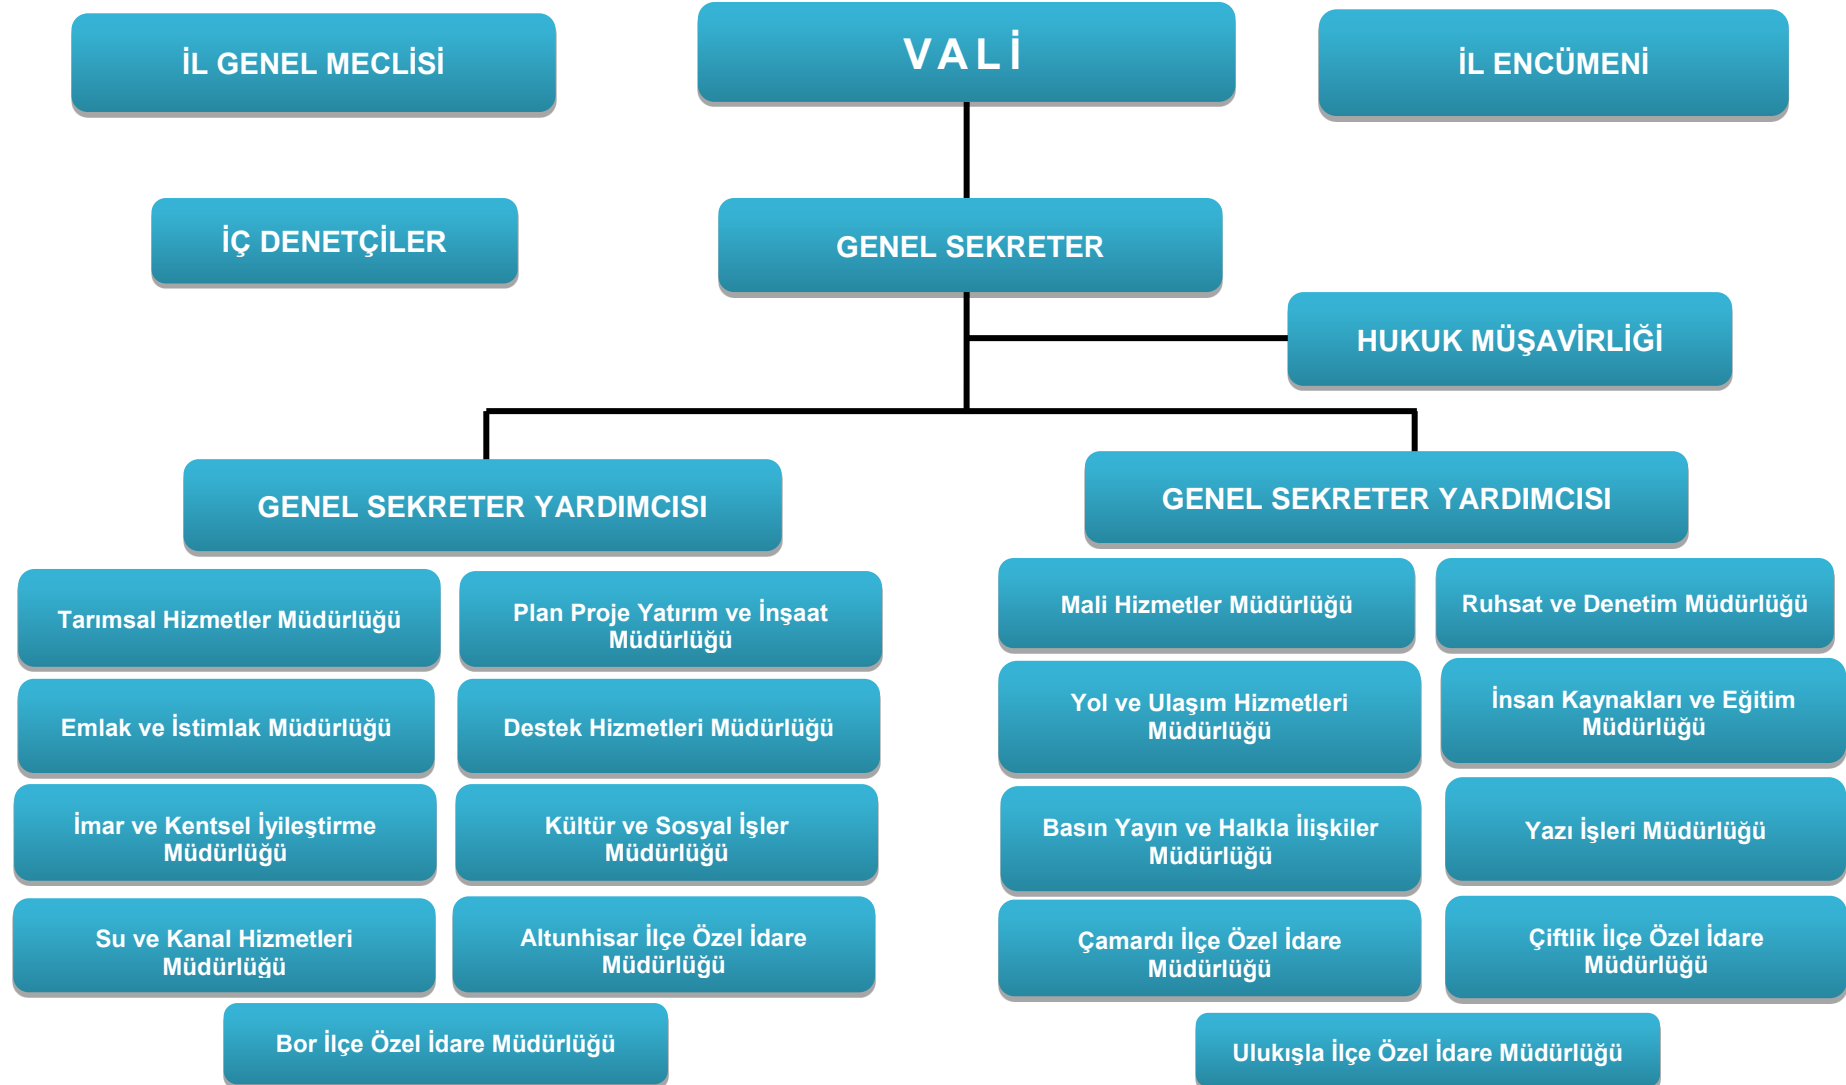 İL GENEL MECLİSİ
VALİ
İL ENCÜMENİ
İÇ DENETÇİLER
GENEL SEKRETER
HUKUK MÜŞAVİRLİĞİ
GENEL SEKRETER YARDIMCISI
GENEL SEKRETER YARDIMCISI
Tarımsal Hizmetler Müdürlüğü
Plan Proje Yatırım ve İnşaat
Müdürlüğü
Emlak ve İstimlak Müdürlüğü
Destek Hizmetleri Müdürlüğü
İmar ve Kentsel İyileştirme
Müdürlüğü
Kültür ve Sosyal İşler
Müdürlüğü
Su ve Kanal Hizmetleri
Müdürlüğü
Altunhisar İlçe Özel İdare
Müdürlüğü
Bor İlçe Özel İdare Müdürlüğü
Mali Hizmetler Müdürlüğü
Ruhsat ve Denetim Müdürlüğü
Yol ve Ulaşım Hizmetleri
Müdürlüğü
İnsan Kaynakları ve Eğitim
Müdürlüğü
Basın Yayın ve Halkla İlişkiler
Müdürlüğü
Yazı İşleri Müdürlüğü
Çamardı İlçe Özel İdare
Müdürlüğü
Çiftlik İlçe Özel İdare
Müdürlüğü
Ulukışla İlçe Özel İdare Müdürlüğü